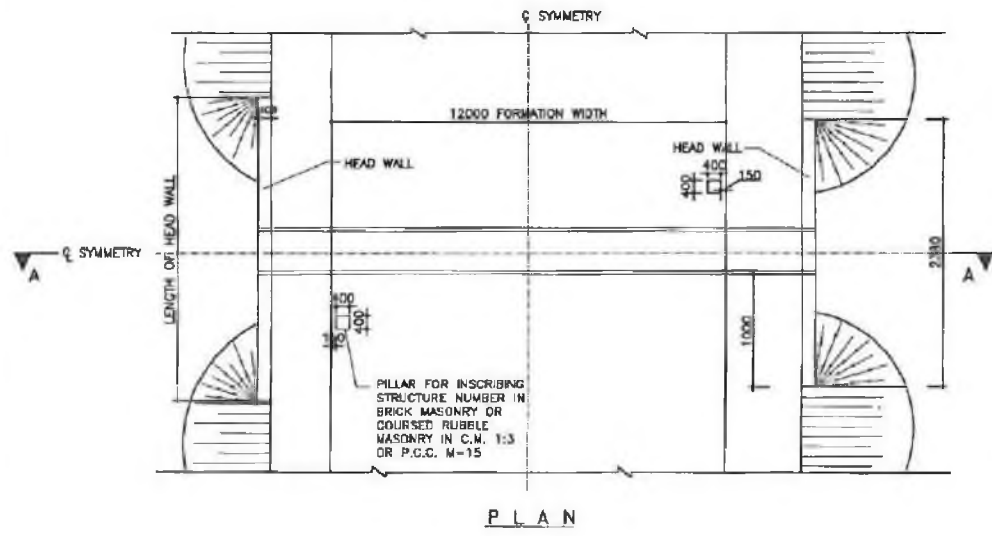 ℄ SYMMETRY
12000 FORMATION WIDTH
HEAD WALL
HEAD WALL
400
400
150
LENGTH OF HEAD WALL
℄ SYMMETRY
A
A
400
400
1000
PILLAR FOR INSCRIBING
STRUCTURE NUMBER IN
BRICK MASONRY OR
COURSED RUBBLE
MASONRY IN C.M. 1:3
OR P.C.C. M-15
PLAN